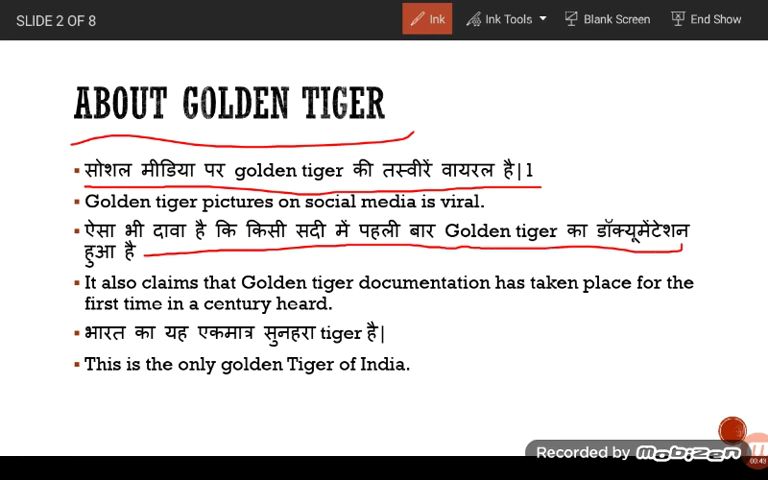 SLIDE 2 OF 8
Ink
Ink Tools
Blank Screen
End Show
ABOUT GOLDEN TIGER
▪ सोशल मीडिया पर golden tiger की तस्वीरें वायरल है|1
▪ Golden tiger pictures on social media is viral.
▪ ऐसा भी दावा है कि किसी सदी में पहली बार Golden tiger का डॉक्यूमेंटेशन
हुआ है
▪ It also claims that Golden tiger documentation has taken place for the
first time in a century heard.
▪ भारत का यह एकमात्र सुनहरा tiger है|
▪ This is the only golden Tiger of India.
Recorded by Mobizen
00:43